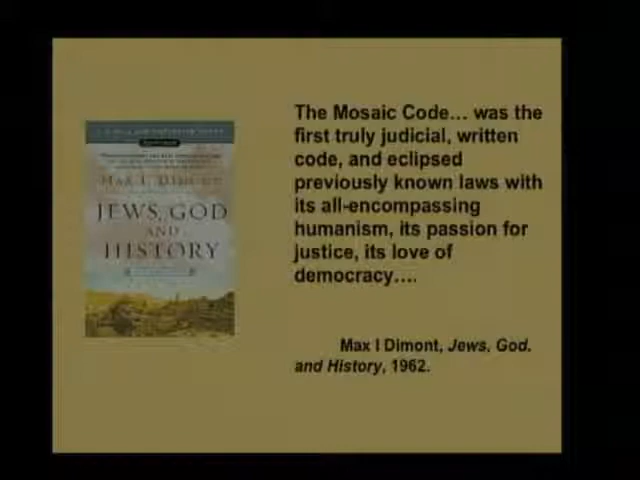 MAX I. DIMONT
JEWS, GOD
AND
HISTORY
The Mosaic Code… was the
first truly judicial, written
code, and eclipsed
previously known laws with
its all-encompassing
humanism, its passion for
justice, its love of
democracy….
Max I Dimont, Jews, God,
and History, 1962.